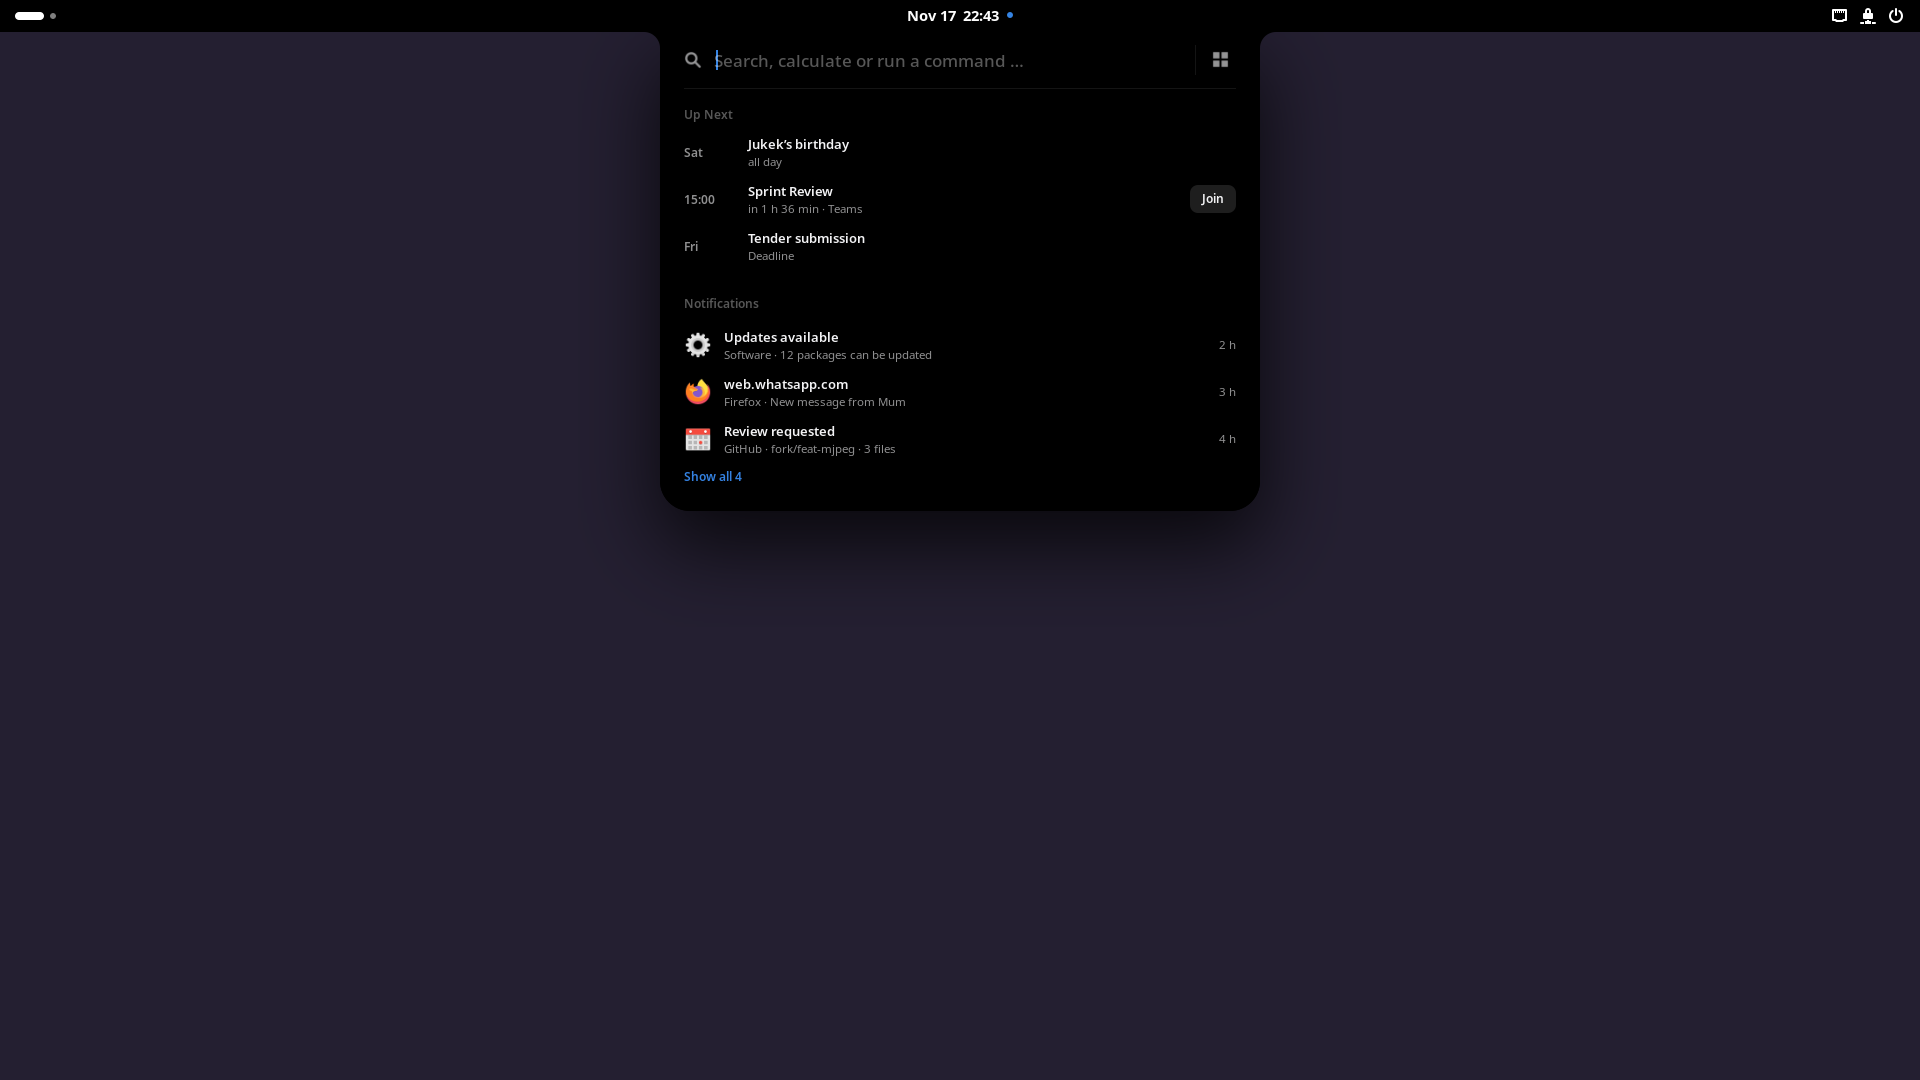 Nov 17 22:43
Search, calculate or run a command ...
Up Next
Sat
Jukek's birthday
all day
15:00
Sprint Review
in 1 h 36 min · Teams
Join
Fri
Tender submission
Deadline
Notifications
Updates available
Software · 12 packages can be updated
2 h
web.whatsapp.com
Firefox · New message from Mum
3 h
Review requested
GitHub · fork/feat-mjpeg · 3 files
4 h
Show all 4